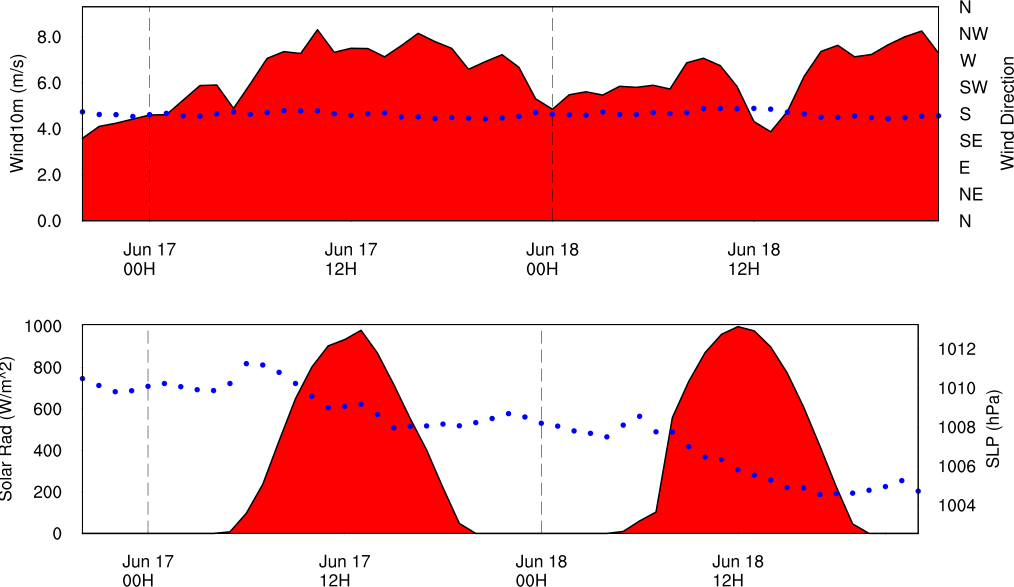 N
8.0 NW
W
6.0 SW
4.0 S
SE
2.0 E
NE
0.0 N
Wind10m (m/s)
Wind Direction
Jun 17 Jun 17 Jun 18 Jun 18
00H 12H 00H 12H
1000
1012
800
1010
600
1008
400
1006
200
1004
0
Solar Rad (W/m^2)
SLP (hPa)
Jun 17 Jun 17 Jun 18 Jun 18
00H 12H 00H 12H